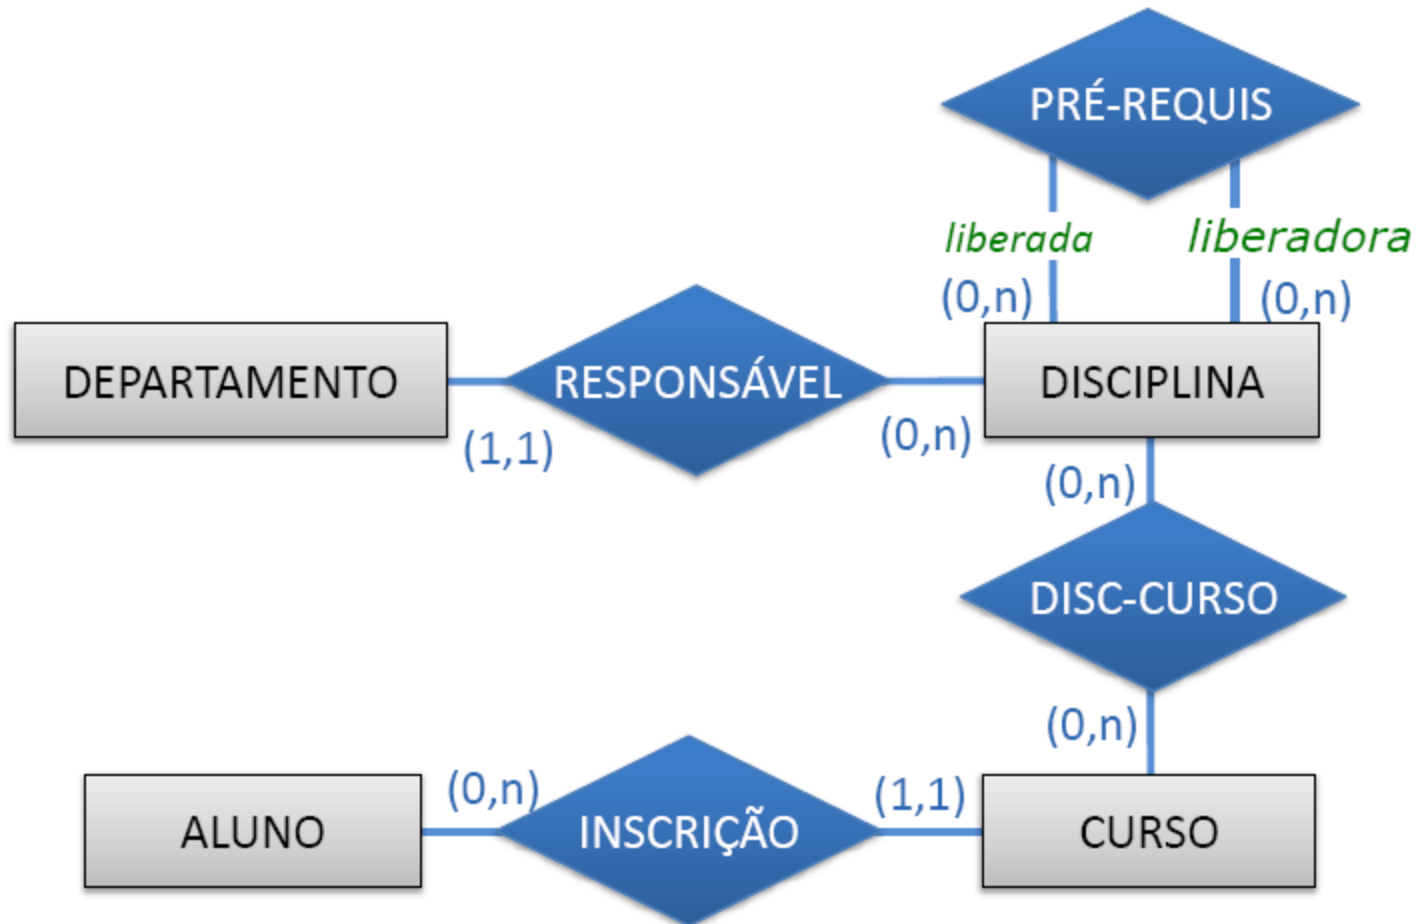 PRÉ-REQUIS
liberada
liberadora
(0,n)
(0,n)
DEPARTAMENTO
RESPONSÁVEL
DISCIPLINA
(1,1)
(0,n)
(0,n)
DISC-CURSO
(0,n)
(0,n)
(1,1)
ALUNO
INSCRIÇÃO
CURSO